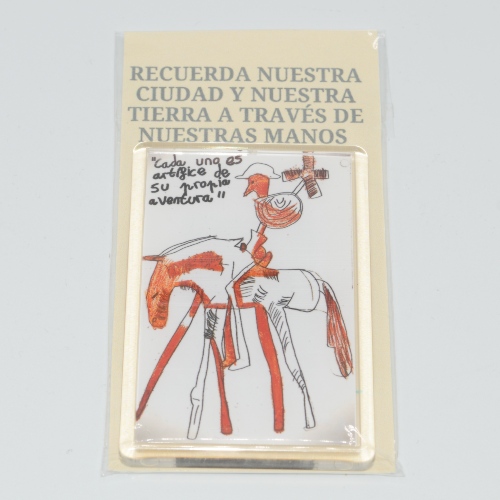 RECUERDA NUESTRA
CIUDAD Y NUESTRA
TIERRA A TRAVÉS DE
NUESTRAS MANOS
"Cada uno es
artífice de
su propia
aventura"